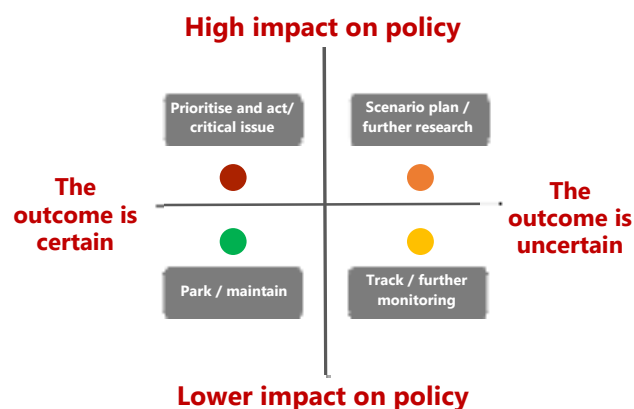 High impact on policy
Prioritise and act/
critical issue
Scenario plan /
further research
The
outcome is
certain
The
outcome is
uncertain
Park / maintain
Track / further
monitoring
Lower impact on policy